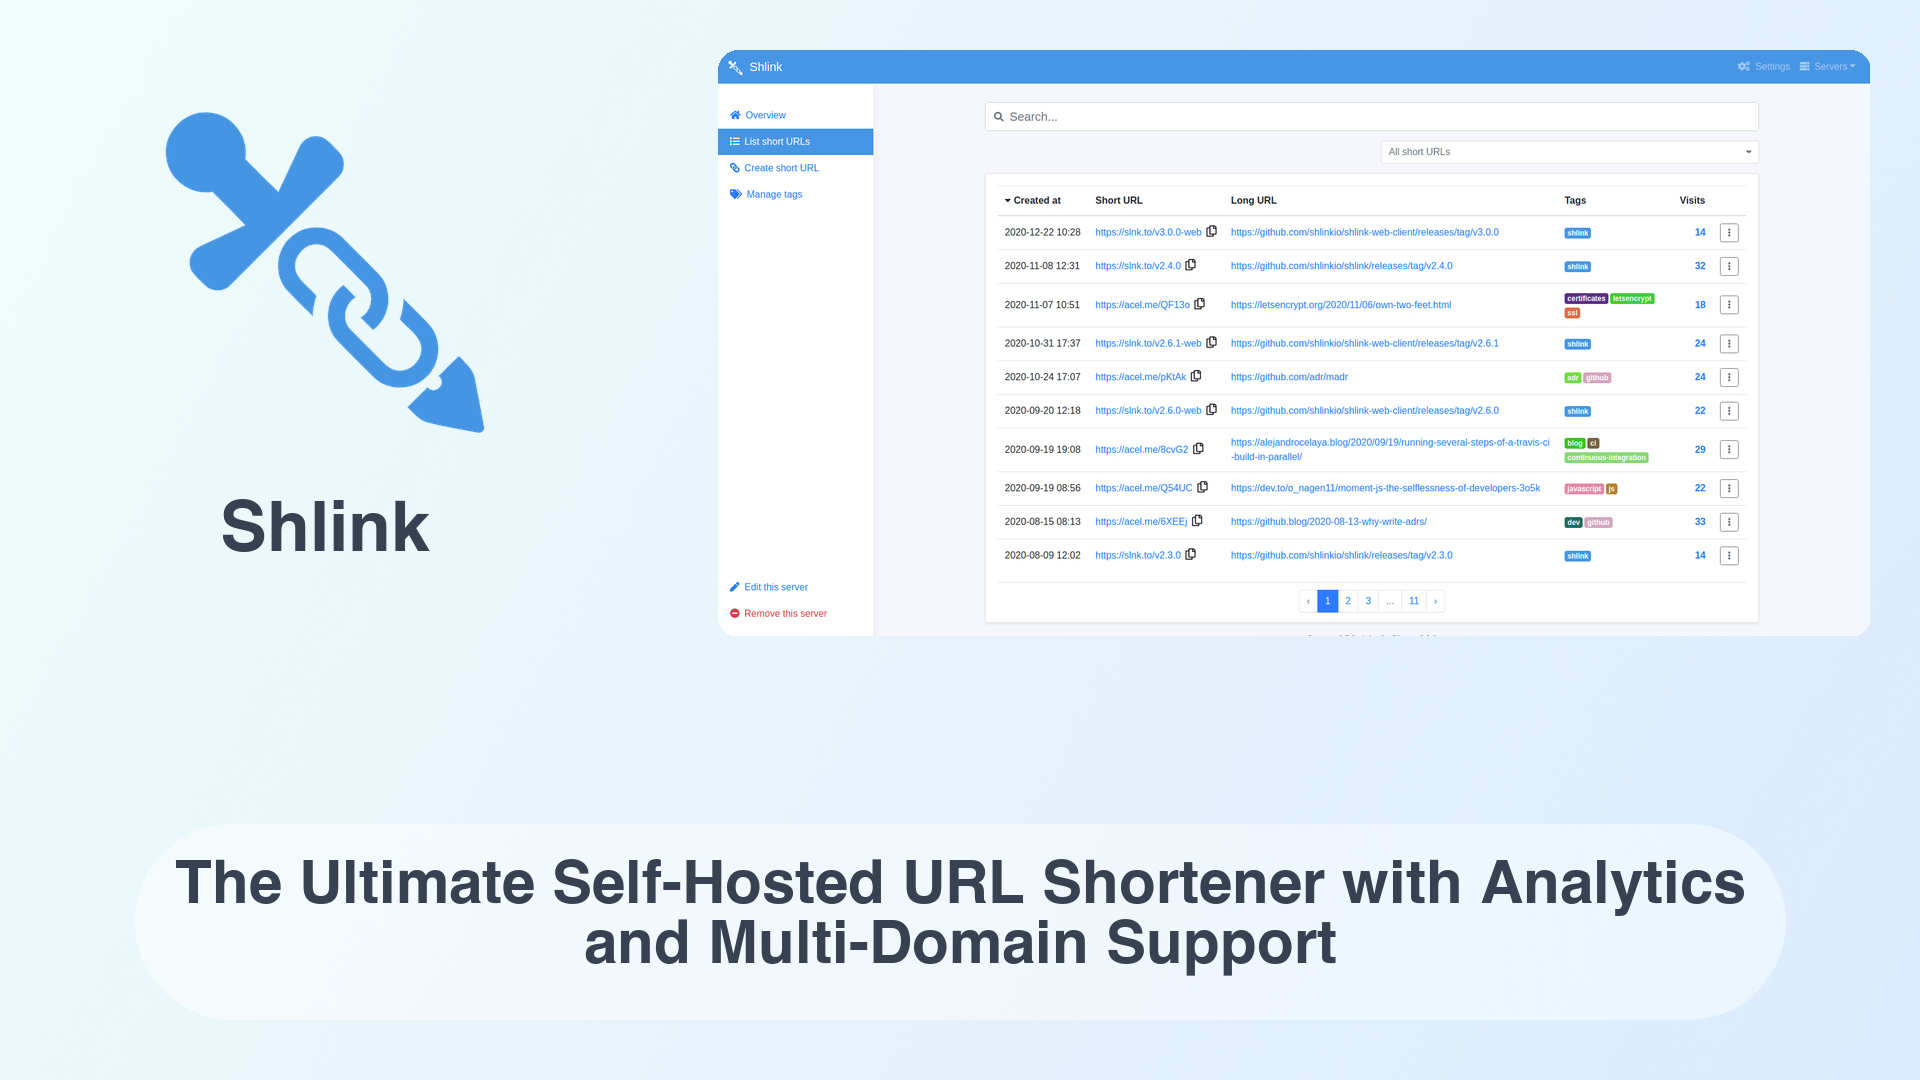 Shlink
Settings Servers
Overview
List short URLs
Create short URL
Manage tags
Edit this server
Remove this server
Search...
All short URLs
Created at Short URL Long URL Tags Visits
2020-12-22 10:28 https://slnk.to/v3.0.0-web https://github.com/shlinkio/shlink-web-client/releases/tag/v3.0.0 shlink 14
2020-11-08 12:31 https://slnk.to/v2.4.0 https://github.com/shlinkio/shlink/releases/tag/v2.4.0 shlink 32
2020-11-07 10:51 https://acel.me/QF13o https://letsencrypt.org/2020/11/06/own-two-feet.html certificates letsencrypt 18
ssl
2020-10-31 17:37 https://slnk.to/v2.6.1-web https://github.com/shlinkio/shlink-web-client/releases/tag/v2.6.1 shlink 24
2020-10-24 17:07 https://acel.me/pKtAk https://github.com/adr/madr adr github 24
2020-09-20 12:18 https://slnk.to/v2.6.0-web https://github.com/shlinkio/shlink-web-client/releases/tag/v2.6.0 shlink 22
2020-09-19 19:08 https://acel.me/8cvG2 https://alejandrocelaya.blog/2020/09/19/running-several-steps-of-a-travis-ci blog ci 29
-build-in-parallel/ continuous-integration
2020-09-19 08:56 https://acel.me/Q54UC https://dev.to/o_nagen11/moment-js-the-selflessness-of-developers-3o5k javascript js 22
2020-08-15 08:13 https://acel.me/6XEEj https://github.blog/2020-08-13-why-write-adrs/ dev github 33
2020-08-09 12:02 https://slnk.to/v2.3.0 https://github.com/shlinkio/shlink/releases/tag/v2.3.0 shlink 14
‹ 1 2 3 ... 11 ›
Shlink
The Ultimate Self-Hosted URL Shortener with Analytics
and Multi-Domain Support